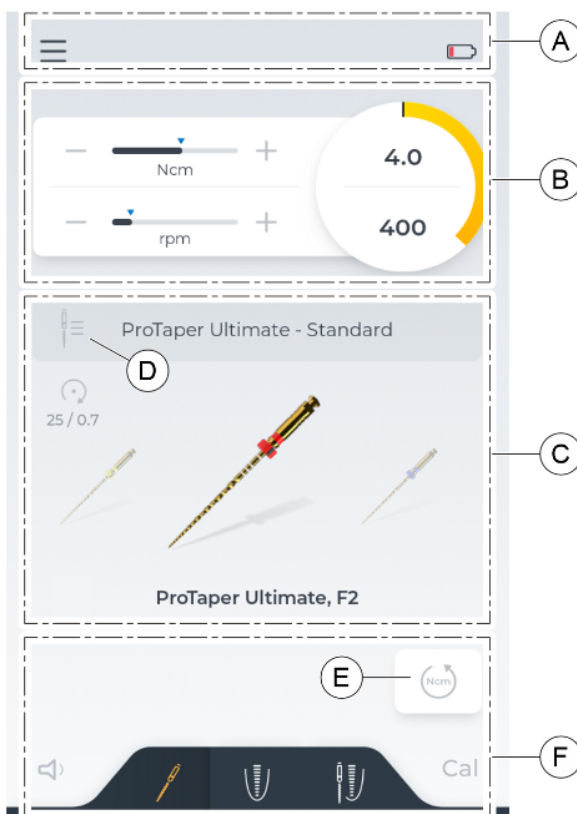 A
B
4.0
Ncm
400
rpm
ProTaper Ultimate - Standard
D
25 / 0.7
C
ProTaper Ultimate, F2
E
Ncm
F
Cal